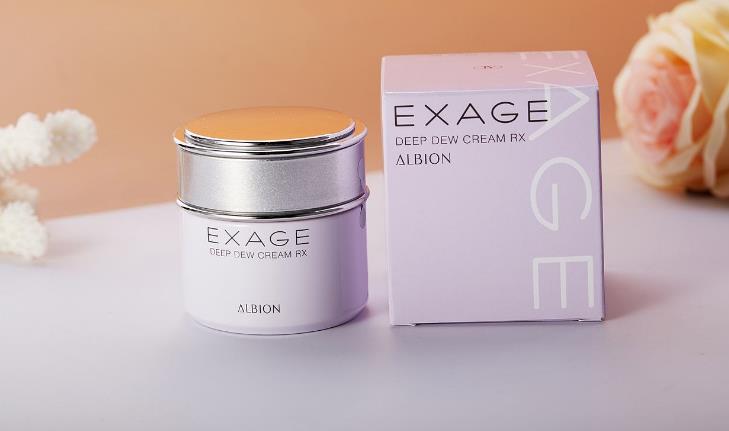 EXAGE
DEEP DEW CREAM RX
ALBION
EXAGE
DEEP DEW CREAM RX
ALBION
EXAGE